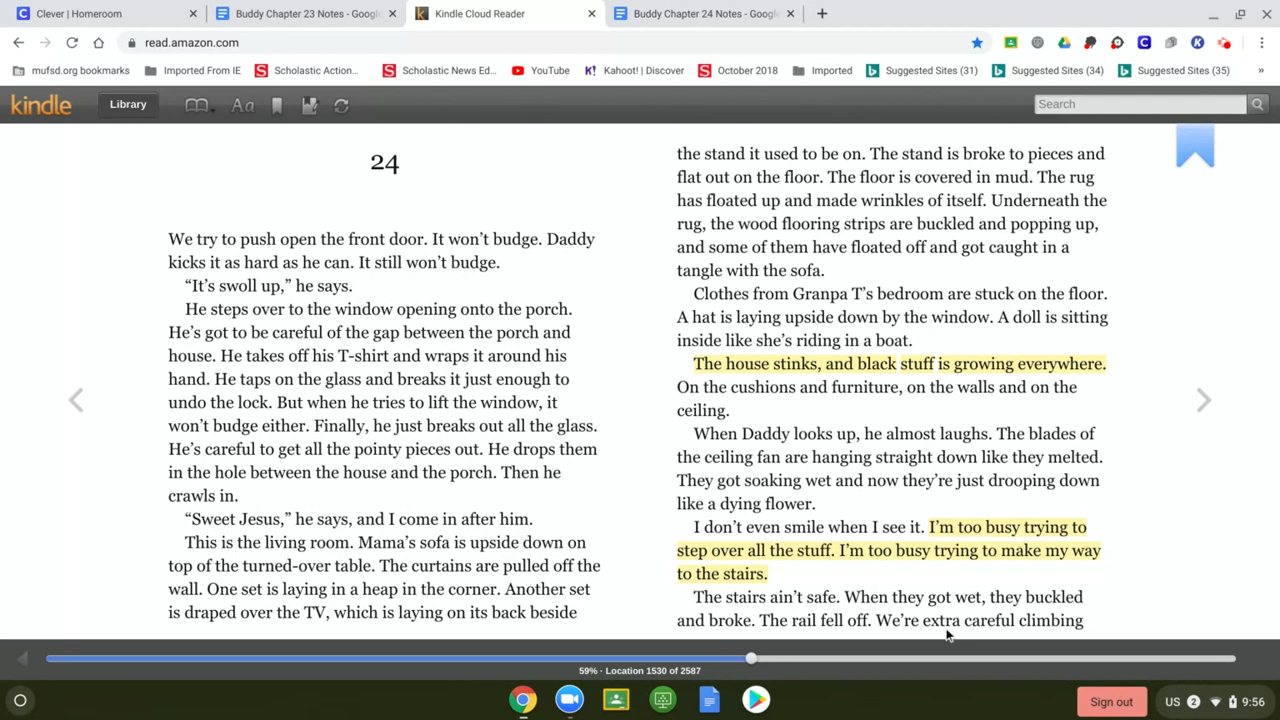 Clever | Homeroom
Buddy Chapter 23 Notes - Googl
Kindle Cloud Reader
Buddy Chapter 24 Notes - Googl
read.amazon.com
mufsd.org bookmarks
Imported From IE
Scholastic Action...
Scholastic News Ed...
YouTube
Kahoot! | Discover
October 2018
Imported
Suggested Sites (31)
Suggested Sites (34)
Suggested Sites (35)
»
kindle
Library
Aa
Search
24
We try to push open the front door. It won’t budge. Daddy
kicks it as hard as he can. It still won’t budge.
“It’s swoll up,” he says.
He steps over to the window opening onto the porch.
He’s got to be careful of the gap between the porch and
house. He takes off his T-shirt and wraps it around his
hand. He taps on the glass and breaks it just enough to
undo the lock. But when he tries to lift the window, it
won’t budge either. Finally, he just breaks out all the glass.
He’s careful to get all the pointy pieces out. He drops them
in the hole between the house and the porch. Then he
crawls in.
“Sweet Jesus,” he says, and I come in after him.
This is the living room. Mama’s sofa is upside down on
top of the turned-over table. The curtains are pulled off the
wall. One set is laying in a heap in the corner. Another set
is draped over the TV, which is laying on its back beside
the stand it used to be on. The stand is broke to pieces and
flat out on the floor. The floor is covered in mud. The rug
has floated up and made wrinkles of itself. Underneath the
rug, the wood flooring strips are buckled and popping up,
and some of them have floated off and got caught in a
tangle with the sofa.
Clothes from Granpa T’s bedroom are stuck on the floor.
A hat is laying upside down by the window. A doll is sitting
inside like she’s riding in a boat.
The house stinks, and black stuff is growing everywhere.
On the cushions and furniture, on the walls and on the
ceiling.
When Daddy looks up, he almost laughs. The blades of
the ceiling fan are hanging straight down like they melted.
They got soaking wet and now they’re just drooping down
like a dying flower.
I don’t even smile when I see it. I’m too busy trying to
step over all the stuff. I’m too busy trying to make my way
to the stairs.
The stairs ain’t safe. When they got wet, they buckled
and broke. The rail fell off. We’re extra careful climbing
59% · Location 1530 of 2587
Sign out
US
2
9:56